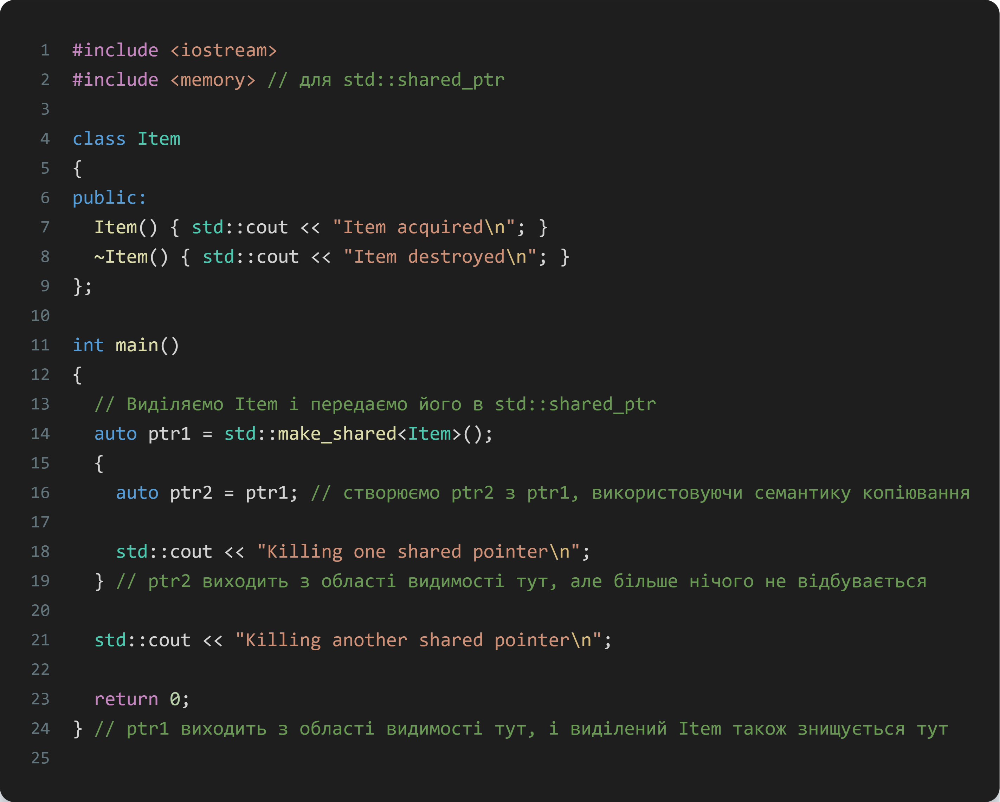 1 #include <iostream>
2 #include <memory> // для std::shared_ptr
3
4 class Item
5 {
6 public:
7   Item() { std::cout << "Item acquired\n"; }
8   ~Item() { std::cout << "Item destroyed\n"; }
9 };
10
11 int main()
12 {
13   // Виділяємо Item і передаємо його в std::shared_ptr
14   auto ptr1 = std::make_shared<Item>();
15   {
16     auto ptr2 = ptr1; // створюємо ptr2 з ptr1, використовуючи семантику копіювання
17
18     std::cout << "Killing one shared pointer\n";
19   } // ptr2 виходить з області видимості тут, але більше нічого не відбувається
20
21   std::cout << "Killing another shared pointer\n";
22
23   return 0;
24 } // ptr1 виходить з області видимості тут, і виділений Item також знищується тут
25